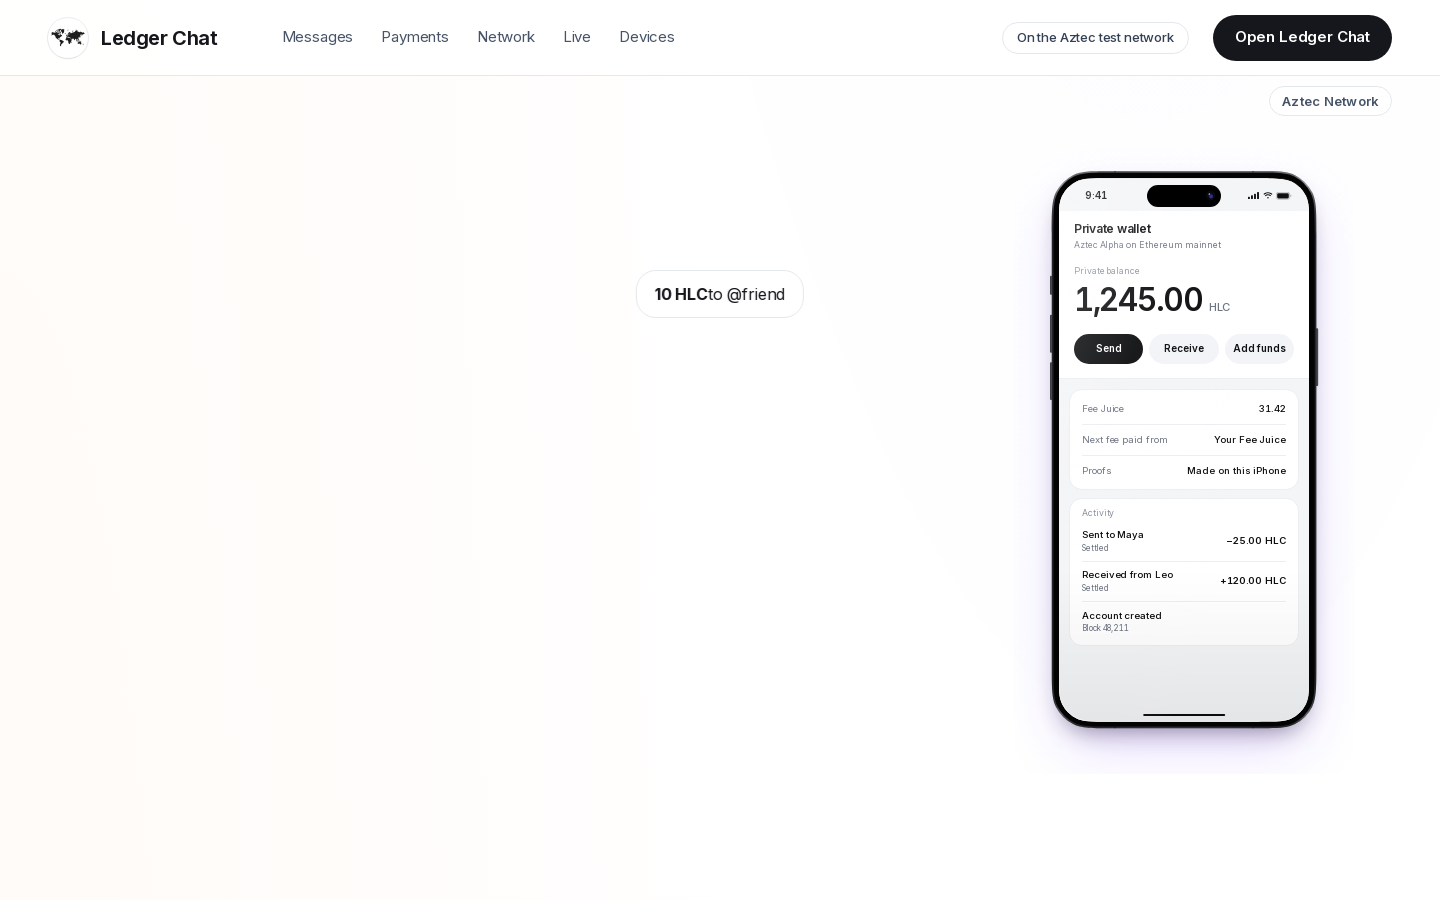 Ledger Chat
Messages
Payments
Network
Live
Devices
On the Aztec test network
Open Ledger Chat
Aztec Network
10 HLC to @friend
9:41
Private wallet
Aztec Alpha on Ethereum mainnet
Private balance
1,245.00 HLC
Send
Receive
Add funds
Fee Juice 31.42
Next fee paid from Your Fee Juice
Proofs Made on this iPhone
Activity
Sent to Maya
Settled
−25.00 HLC
Received from Leo
Settled
+120.00 HLC
Account created
Block 48,211